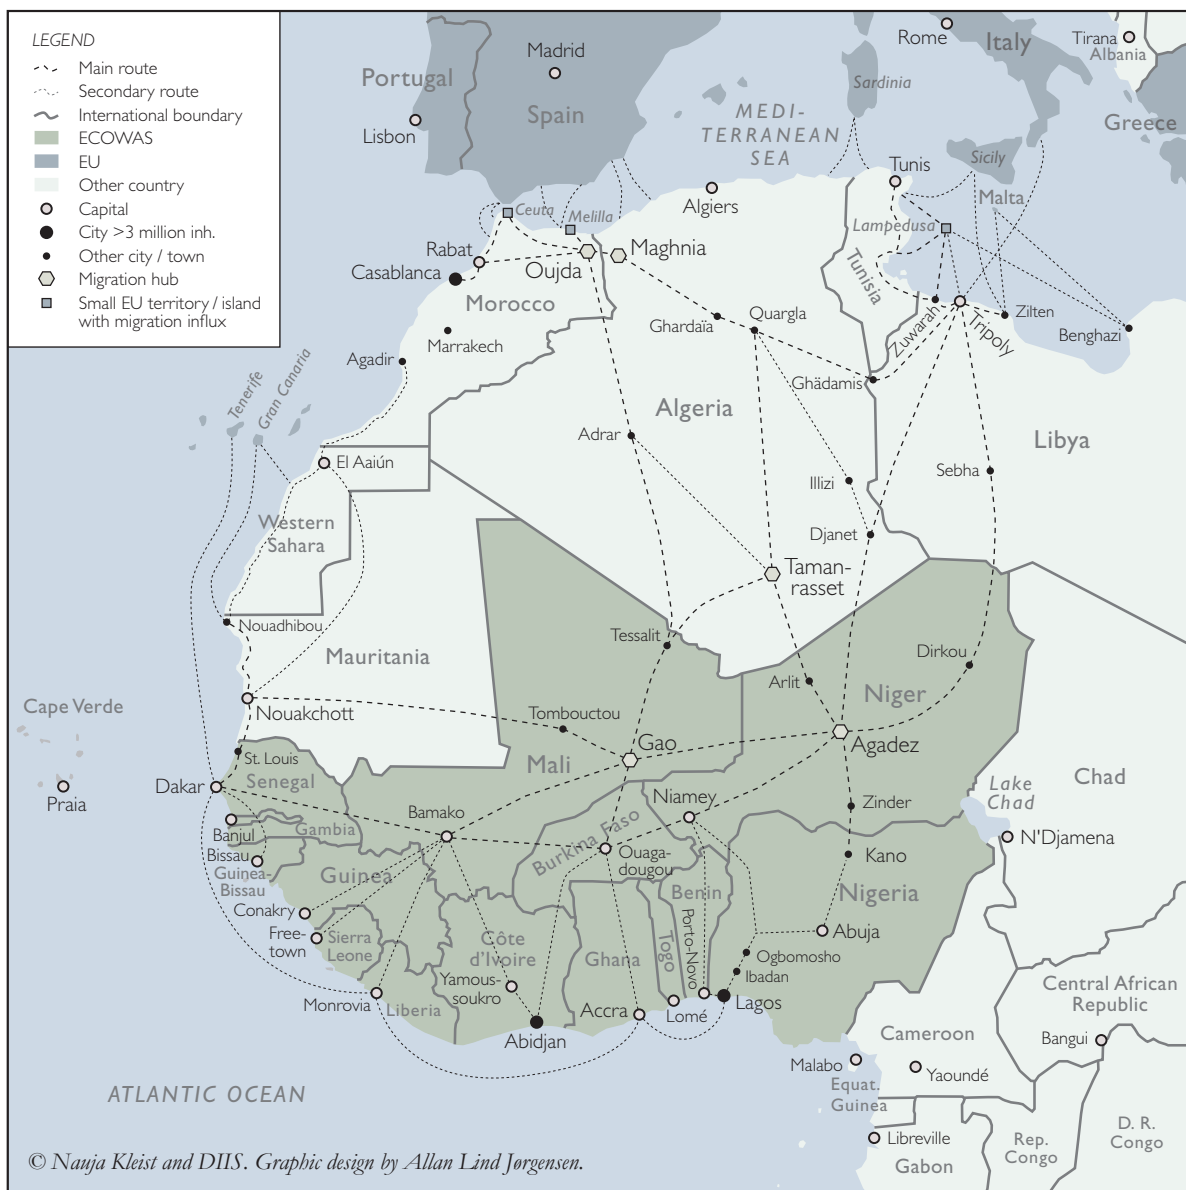 LEGEND
Main route
Secondary route
International boundary
ECOWAS
EU
Other country
Capital
City >3 million inh.
Other city / town
Migration hub
Small EU territory / island
with migration influx
Portugal
Lisbon
Madrid
Spain
MEDI-
TERRANEAN
SEA
Sardinia
Rome
Italy
Tirana
Albania
Greece
Sicily
Malta
Tunis
Lampedusa
Algiers
Ceuta
Melilla
Rabat
Casablanca
Oujda
Maghnia
Morocco
Marrakech
Agadir
Ghardaïa
Quargla
Tunisia
Zuwarah
Tripoly
Zilten
Benghazi
Ghädamis
Tenerife
Gran Canaria
Algeria
Adrar
Libya
El Aaiún
Illizi
Sebha
Western
Sahara
Djanet
Taman-
rasset
Nouadhibou
Tessalit
Mauritania
Dirkou
Arlit
Niger
Cape Verde
Praia
Nouakchott
Tombouctou
Gao
Agadez
Mali
St. Louis
Senegal
Dakar
Niamey
Zinder
Lake
Chad
Chad
Banjul
Gambia
Bamako
Burkina Faso
Ouaga-
dougou
N'Djamena
Bissau
Guinea-
Bissau
Guinea
Kano
Benin
Nigeria
Conakry
Free-
town
Sierra
Leone
Côte
d'Ivoire
Ghana
Togo
Porto-Novo
Abuja
Ogbomosho
Ibadan
Yamous-
soukro
Monrovia
Liberia
Abidjan
Accra
Lomé
Lagos
Central African
Republic
Bangui
Cameroon
Malabo
Yaoundé
Equat.
Guinea
ATLANTIC OCEAN
Libreville
Gabon
Rep.
Congo
D. R.
Congo
© Nauja Kleist and DIIS. Graphic design by Allan Lind Jørgensen.